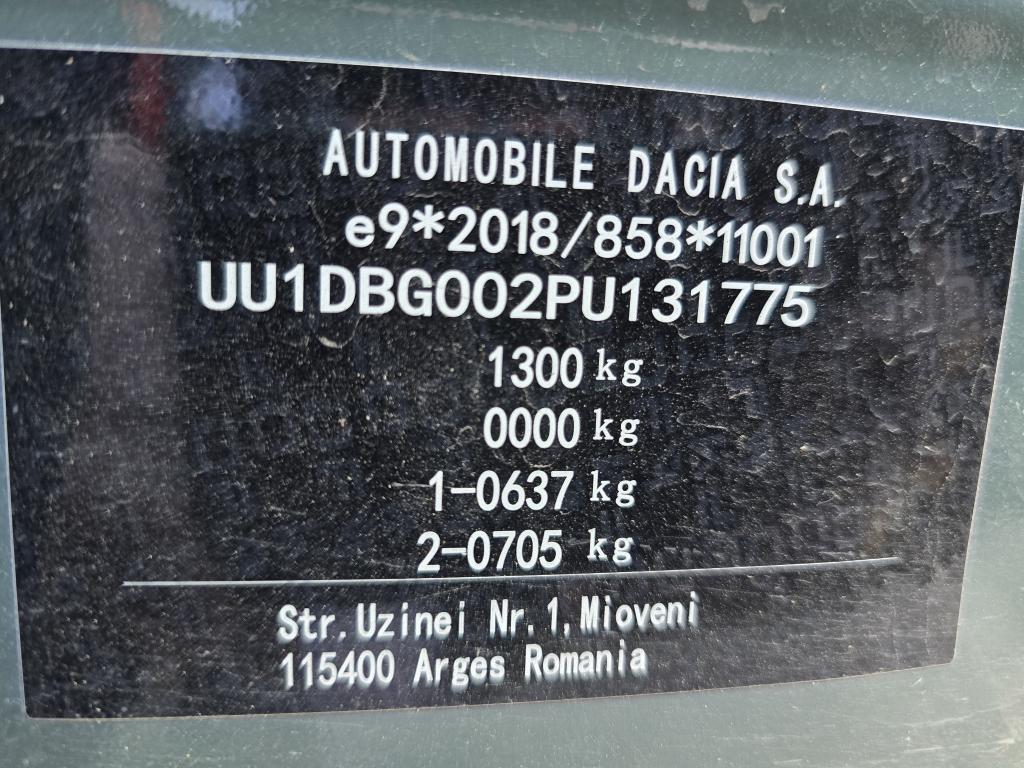 AUTOMOBILE DACIA S.A.
e9*2018/858*11001
UU1DBG002PU131775
1300 kg
0000 kg
1-0637 kg
2-0705 kg
Str.Uzinei Nr.1,Mioveni
115400 Arges Romania